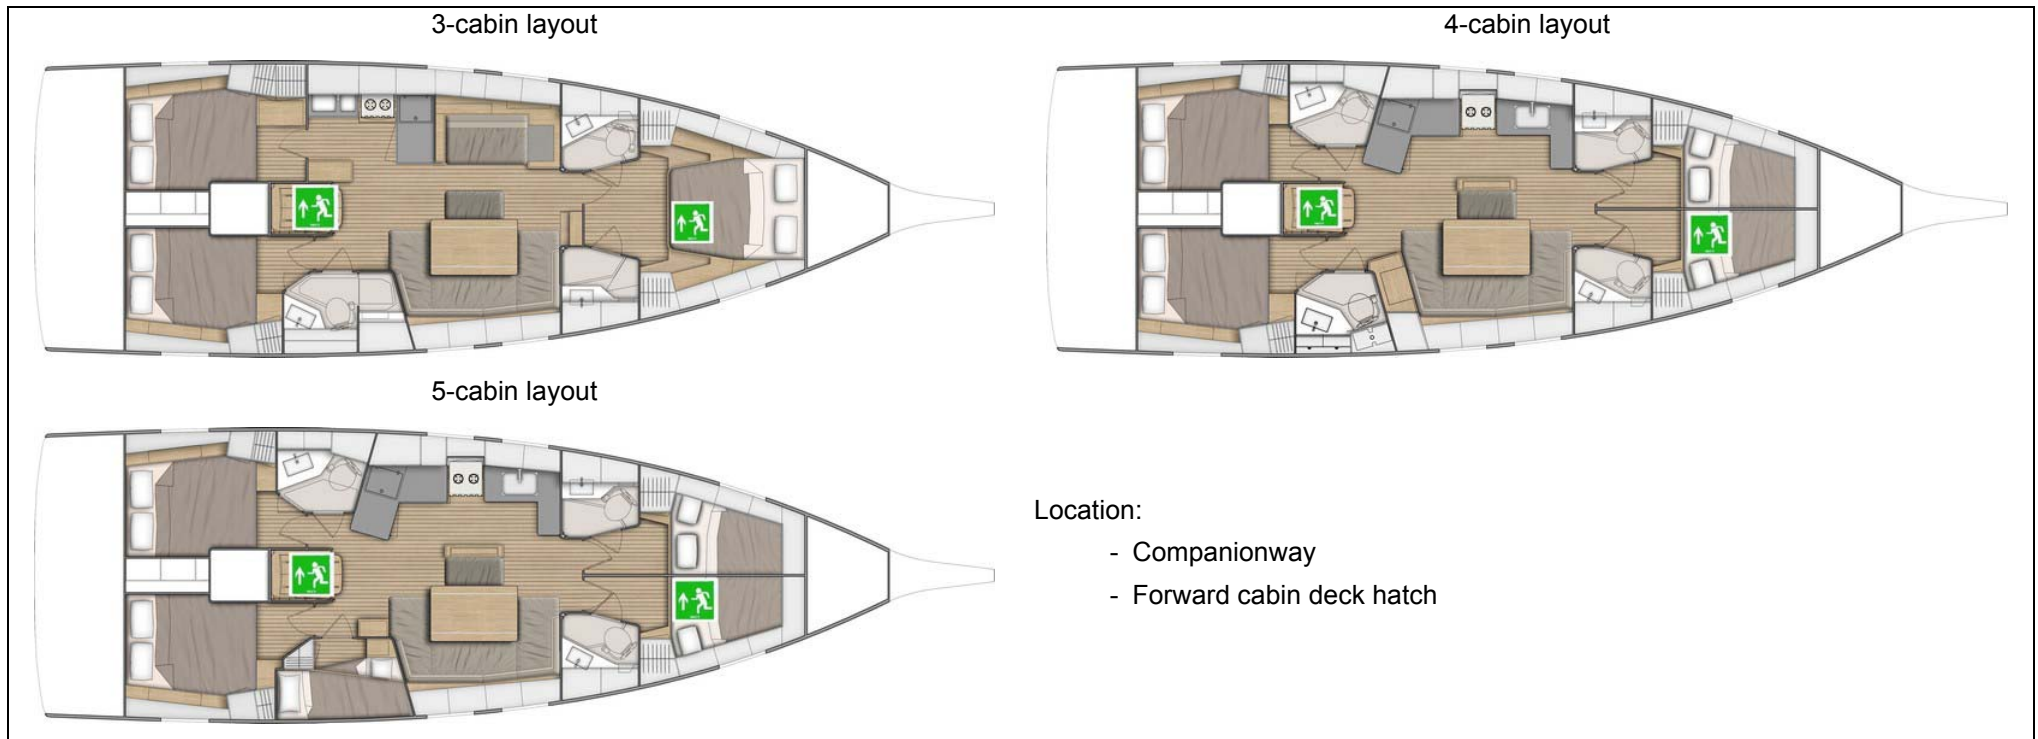 3-cabin layout
4-cabin layout
5-cabin layout
Location:
- Companionway
- Forward cabin deck hatch